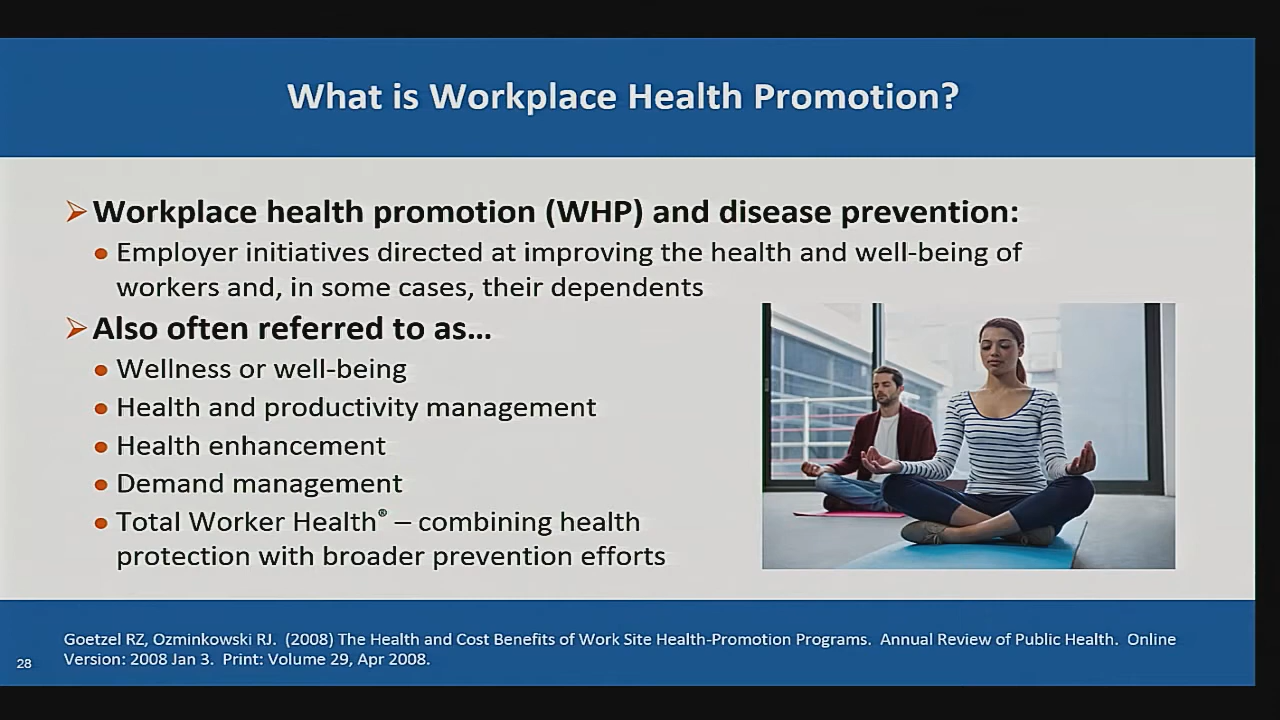 What is Workplace Health Promotion?
Workplace health promotion (WHP) and disease prevention:
Employer initiatives directed at improving the health and well-being of
workers and, in some cases, their dependents
Also often referred to as...
Wellness or well-being
Health and productivity management
Health enhancement
Demand management
Total Worker Health® – combining health
protection with broader prevention efforts
Goetzel RZ, Ozminkowski RJ.  (2008) The Health and Cost Benefits of Work Site Health-Promotion Programs.  Annual Review of Public Health.  Online
Version: 2008 Jan 3.  Print: Volume 29, Apr 2008.
28